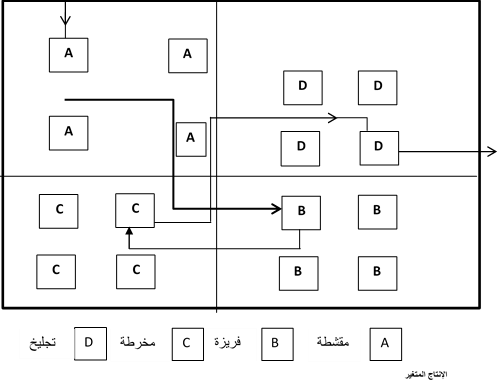 A A
D D
A A D D
C C B B
C C B B
A مقشطة B فريزة C مخرطة D تجليخ
الإنتاج المتغير